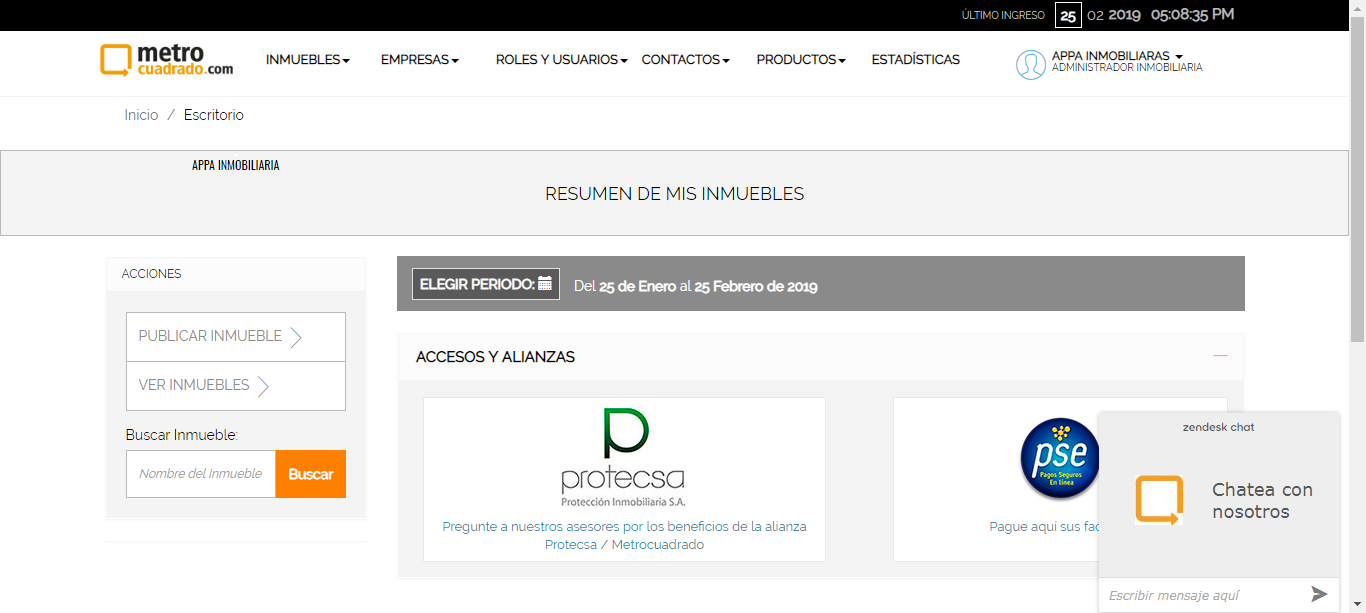 ÚLTIMO INGRESO 25 02 2019 05:08:35 PM
metro
cuadrado.com
INMUEBLES EMPRESAS ROLES Y USUARIOS CONTACTOS PRODUCTOS ESTADÍSTICAS
APPA INMOBILIARAS
ADMINISTRADOR INMOBILIARIA
Inicio / Escritorio
APPA INMOBILIARIA
RESUMEN DE MIS INMUEBLES
ACCIONES
PUBLICAR INMUEBLE
VER INMUEBLES
Buscar Inmueble:
Nombre del Inmueble Buscar
ELEGIR PERIODO: Del 25 de Enero al 25 Febrero de 2019
ACCESOS Y ALIANZAS
protecsa
Protección Inmobiliaria S.A.
Pregunte a nuestros asesores por los beneficios de la alianza
Protecsa / Metrocuadrado
pse
Pagos Seguros
En línea
Pague aquí sus fac
zendesk chat
Chatea con
nosotros
Escribir mensaje aquí